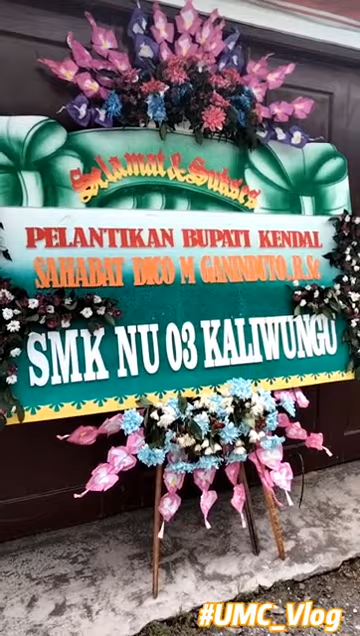 Selamat & Sukses
PELANTIKAN BUPATI KENDAL
SAHABAT DICO M GANINDUTO,B,Sc
SMK NU 03 KALIWUNGU
#UMC_Vlog